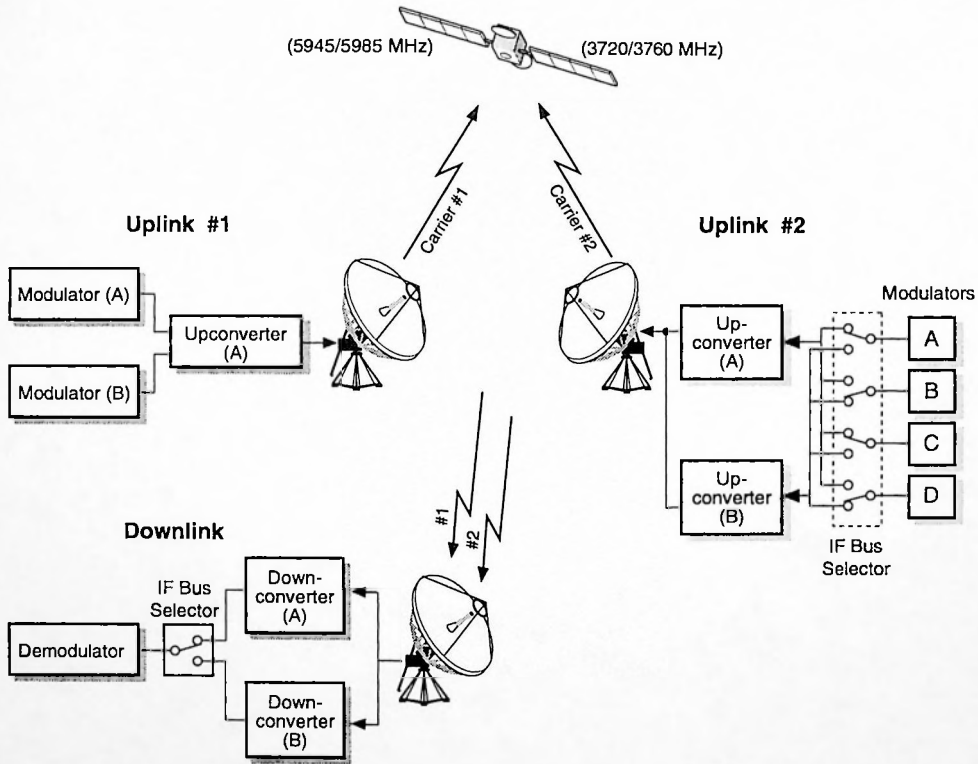 (5945/5985 MHz)
(3720/3760 MHz)
Carrier #1
Carrier #2
Uplink #1
Modulator (A)
Modulator (B)
Upconverter
(A)
Uplink #2
Modulators
Up-
converter
(A)
Up-
converter
(B)
A
B
C
D
IF Bus
Selector
#1
#2
Downlink
IF Bus
Selector
Demodulator
Down-
converter
(A)
Down-
converter
(B)